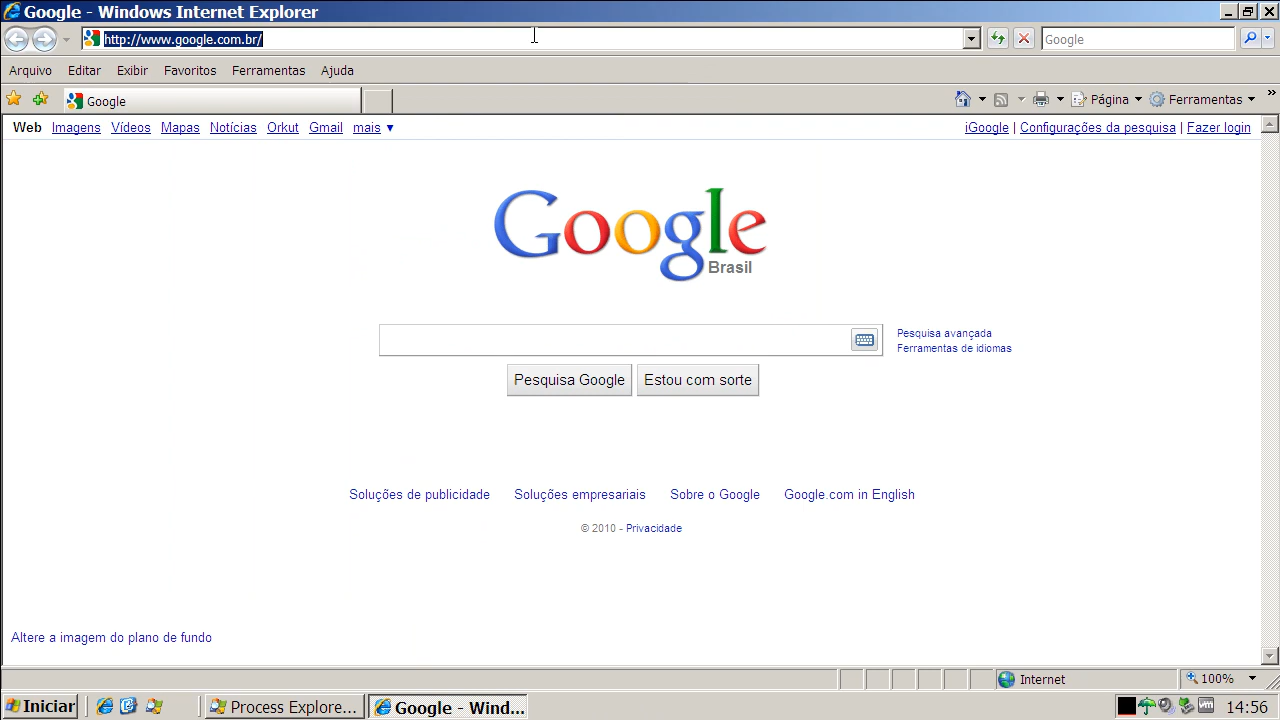 Google - Windows Internet Explorer
http://www.google.com.br/
Google
Arquivo Editar Exibir Favoritos Ferramentas Ajuda
Google
Página Ferramentas »
Web Imagens Vídeos Mapas Notícias Orkut Gmail mais ▼
iGoogle | Configurações da pesquisa | Fazer login
Google
Brasil
Pesquisa avançada
Ferramentas de idiomas
Pesquisa Google Estou com sorte
Soluções de publicidade Soluções empresariais Sobre o Google Google.com in English
© 2010 - Privacidade
Altere a imagem do plano de fundo
Internet 100%
Iniciar Process Explore... Google - Wind... 14:56